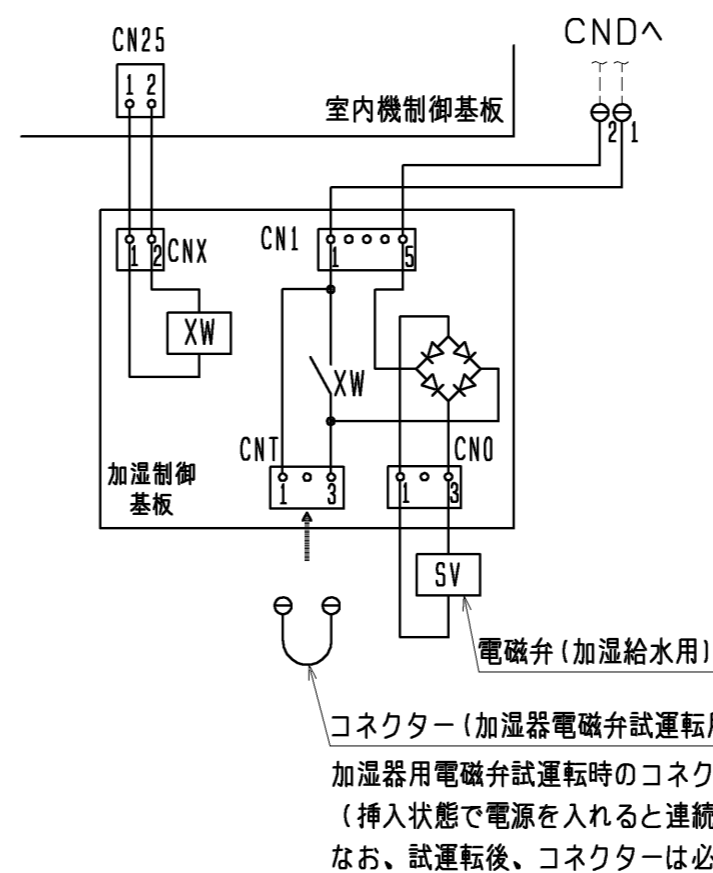 CN25
CNDへ
1 2
室内機制御基板
2 1
CN1
CNX
1 2
1 5
XW
XW
CNT
CNO
加湿制御
基板
1 3
1 3
SV
電磁弁(加湿給水用)
コネクター(加湿器電磁弁試運転
加湿器用電磁弁試運転時のコネク
(挿入状態で電源を入れると連続
なお、試運転後、コネクターは必